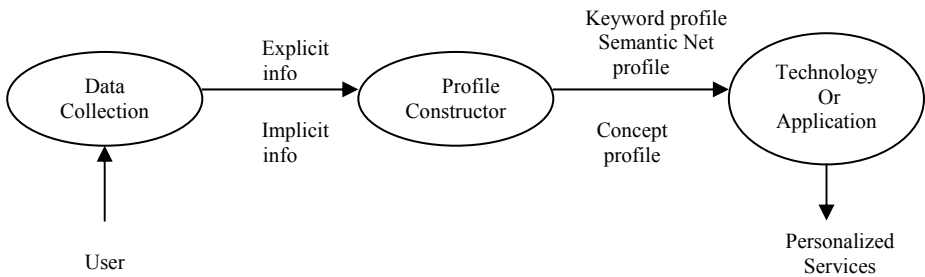 Data
Collection
Explicit
info
Implicit
info
Profile
Constructor
Keyword profile
Semantic Net
profile
Concept
profile
Technology
Or
Application
User
Personalized
Services